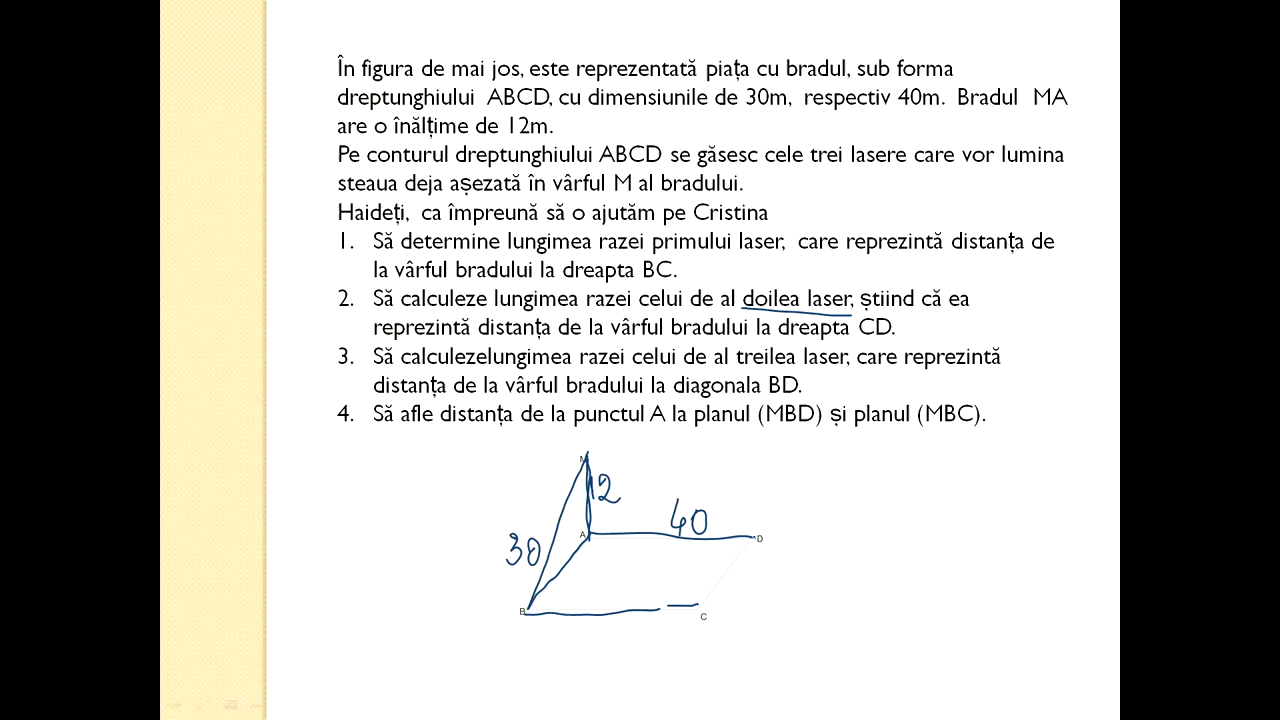 În figura de mai jos, este reprezentată piața cu bradul, sub forma
dreptunghiului ABCD, cu dimensiunile de 30m, respectiv 40m. Bradul MA
are o înălțime de 12m.
Pe conturul dreptunghiului ABCD se găsesc cele trei lasere care vor lumina
steaua deja așezată în vârful M al bradului.
Haideți, ca împreună să o ajutăm pe Cristina
1. Să determine lungimea razei primului laser, care reprezintă distanța de
la vârful bradului la dreapta BC.
2. Să calculeze lungimea razei celui de al doilea laser, știind că ea
reprezintă distanța de la vârful bradului la dreapta CD.
3. Să calculezelungimea razei celui de al treilea laser, care reprezintă
distanța de la vârful bradului la diagonala BD.
4. Să afle distanța de la punctul A la planul (MBD) și planul (MBC).
M
12
40
30
A
D
B
C